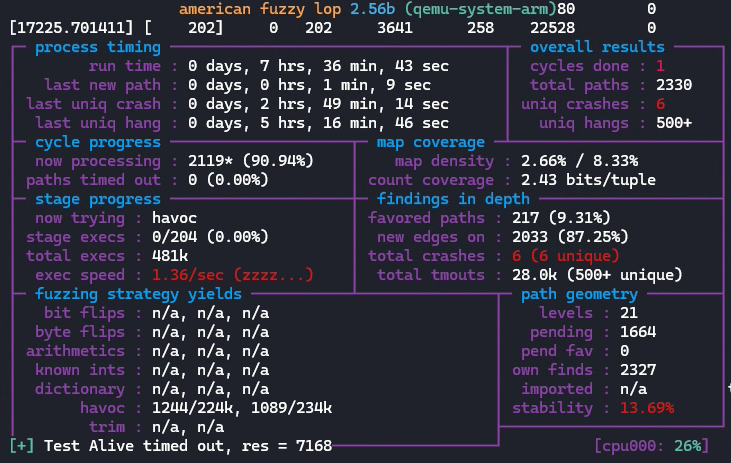 american fuzzy lop 2.56b (qemu-system-arm)80 0
[17225.701411] [ 202] 0 202 3641 258 22528 0
process timing overall results
run time : 0 days, 7 hrs, 36 min, 43 sec cycles done : 1
last new path : 0 days, 0 hrs, 1 min, 9 sec total paths : 2330
last uniq crash : 0 days, 2 hrs, 49 min, 14 sec uniq crashes : 6
last uniq hang : 0 days, 5 hrs, 16 min, 46 sec uniq hangs : 500+
cycle progress map coverage
now processing : 2119* (90.94%) map density : 2.66% / 8.33%
paths timed out : 0 (0.00%) count coverage : 2.43 bits/tuple
stage progress findings in depth
now trying : havoc favored paths : 217 (9.31%)
stage execs : 0/204 (0.00%) new edges on : 2033 (87.25%)
total execs : 481k total crashes : 6 (6 unique)
exec speed : 1.36/sec (zzzz...) total tmouts : 28.0k (500+ unique)
fuzzing strategy yields path geometry
bit flips : n/a, n/a, n/a levels : 21
byte flips : n/a, n/a, n/a pending : 1664
arithmetics : n/a, n/a, n/a pend fav : 0
known ints : n/a, n/a, n/a own finds : 2327
dictionary : n/a, n/a, n/a imported : n/a
havoc : 1244/224k, 1089/234k stability : 13.69%
trim : n/a, n/a
[+] Test Alive timed out, res = 7168 [cpu000: 26%]